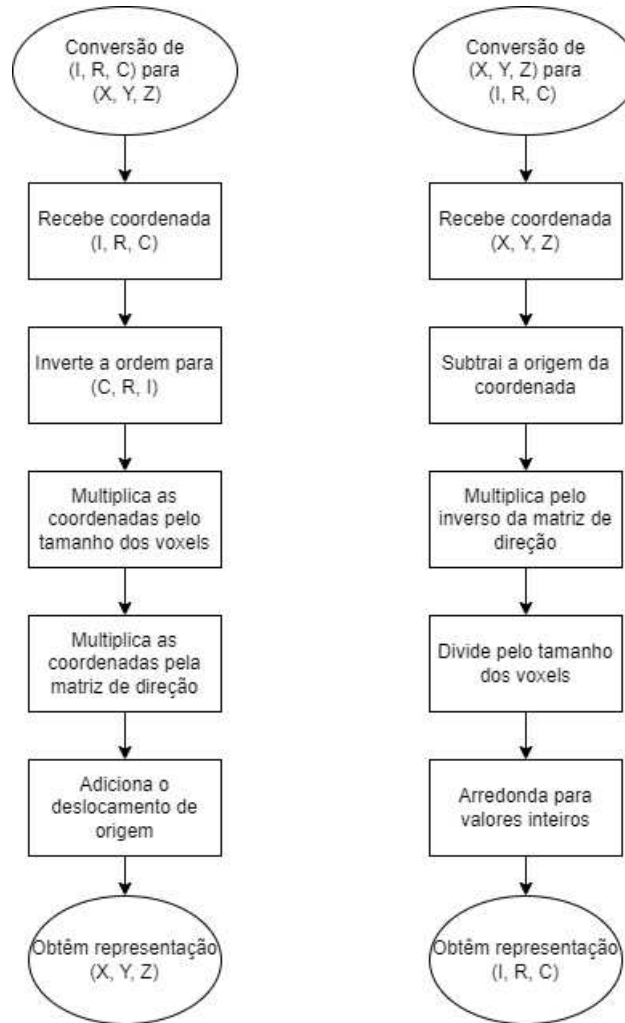 Conversão de
(I, R, C) para
(X, Y, Z)
Recebe coordenada
(I, R, C)
Inverte a ordem para
(C, R, I)
Multiplica as
coordenadas pelo
tamanho dos voxels
Multiplica as
coordenadas pela
matriz de direção
Adiciona o
deslocamento de
origem
Obtêm representação
(X, Y, Z)
Conversão de
(X, Y, Z) para
(I, R, C)
Recebe coordenada
(X, Y, Z)
Subtrai a origem da
coordenada
Multiplica pelo
inverso da matriz de
direção
Divide pelo tamanho
dos voxels
Arredonda para
valores inteiros
Obtêm representação
(I, R, C)